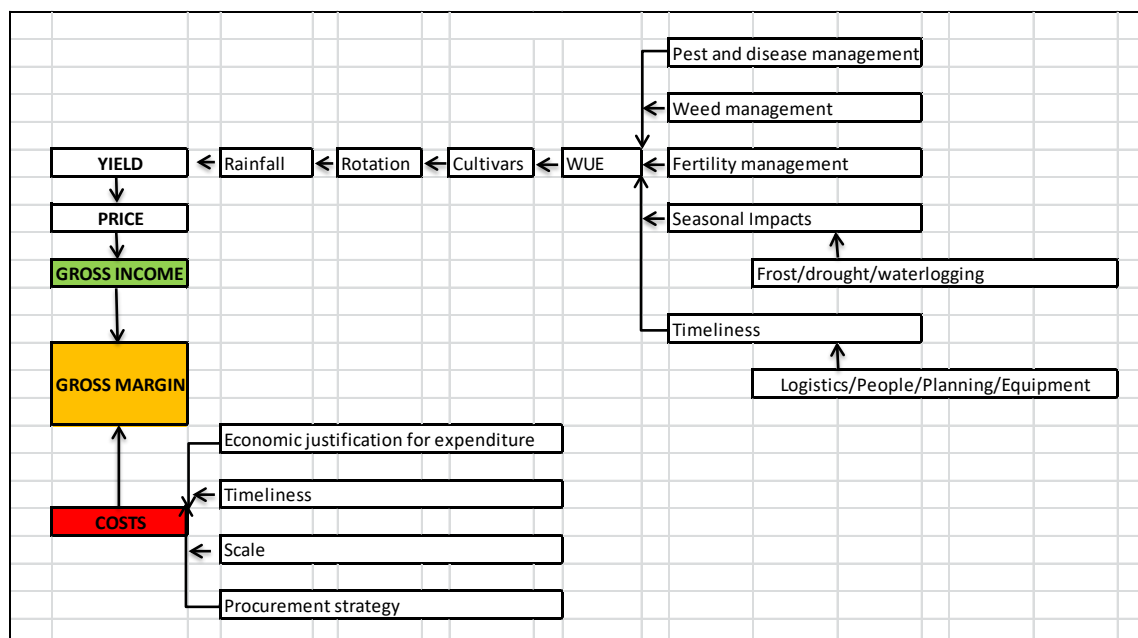 Pest and disease management
Weed management
YIELD
Rainfall
Rotation
Cultivars
WUE
Fertility management
PRICE
Seasonal Impacts
GROSS INCOME
Frost/drought/waterlogging
Timeliness
GROSS MARGIN
Logistics/People/Planning/Equipment
Economic justification for expenditure
Timeliness
COSTS
Scale
Procurement strategy